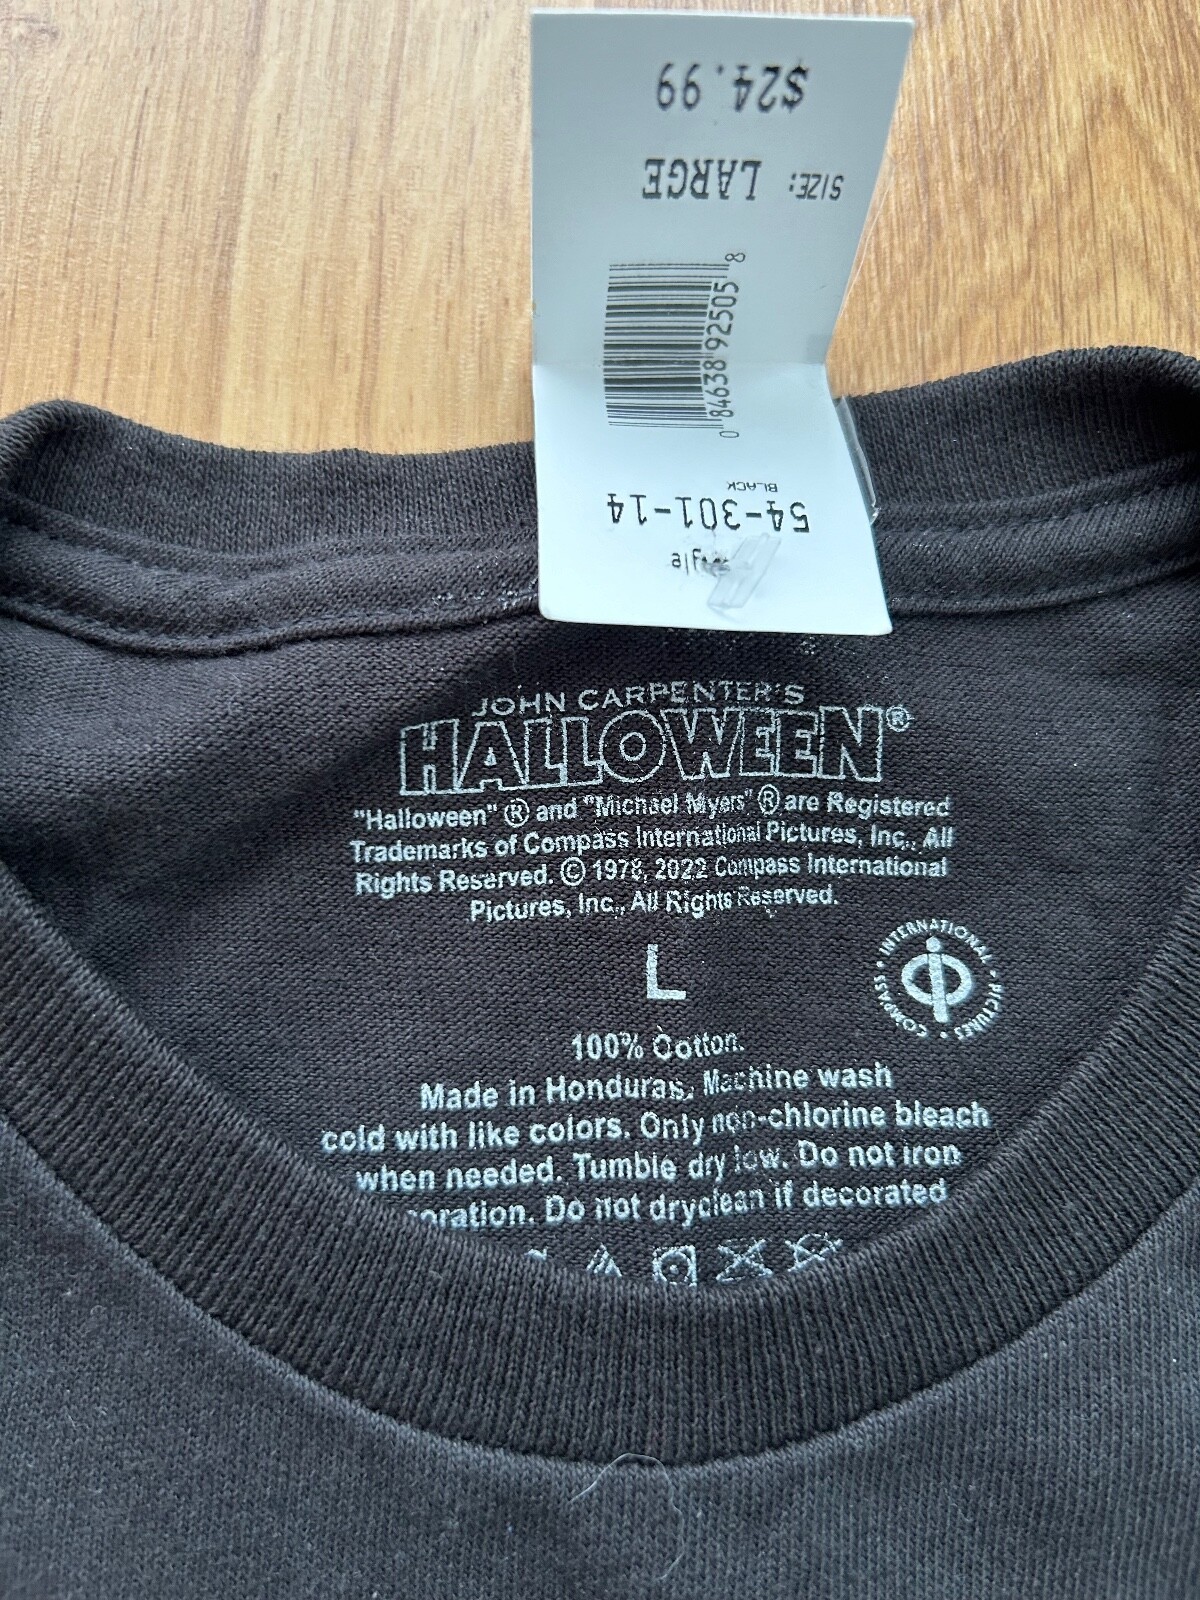 $24.99
SIZE: LARGE
0 84638 92505 8
BLACK
54-301-14
JOHN CARPENTER'S
HALLOWEEN®
"Halloween" ® and "Michael Myers" ® are Registered
Trademarks of Compass International Pictures, Inc., All
Rights Reserved. © 1978, 2022 Compass International
Pictures, Inc., All Rights Reserved.
L
COMPASS • INTERNATIONAL • PICTURES •
100% Cotton.
Made in Honduras. Machine wash
cold with like colors. Only non-chlorine bleach
when needed. Tumble dry low. Do not iron
oration. Do not dryclean if decorated